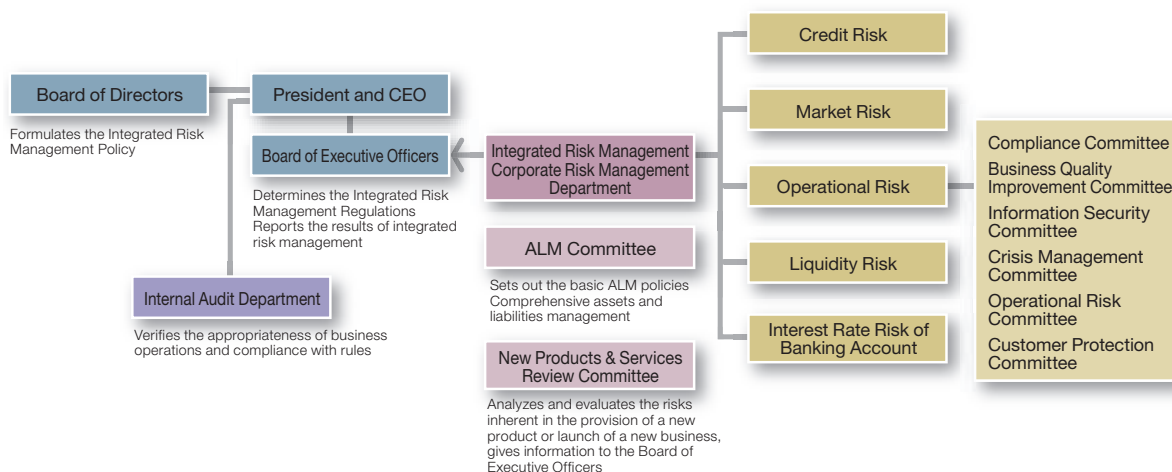 Board of Directors
Formulates the Integrated Risk
Management Policy
President and CEO
Board of Executive Officers
Determines the Integrated Risk
Management Regulations
Reports the results of integrated
risk management
Internal Audit Department
Verifies the appropriateness of business
operations and compliance with rules
Integrated Risk Management
Corporate Risk Management
Department
ALM Committee
Sets out the basic ALM policies
Comprehensive assets and
liabilities management
New Products & Services
Review Committee
Analyzes and evaluates the risks
inherent in the provision of a new
product or launch of a new business,
gives information to the Board of
Executive Officers
Credit Risk
Market Risk
Operational Risk
Liquidity Risk
Interest Rate Risk of
Banking Account
Compliance Committee
Business Quality
Improvement Committee
Information Security
Committee
Crisis Management
Committee
Operational Risk
Committee
Customer Protection
Committee